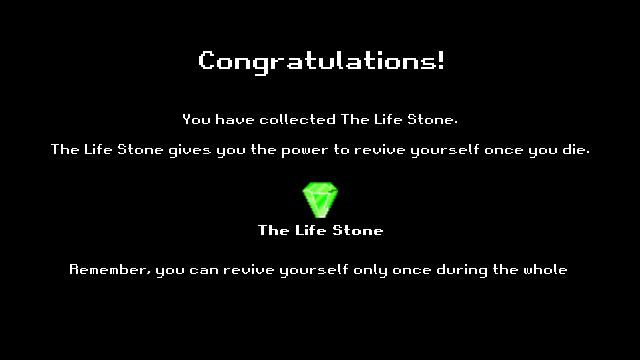 Congratulations!
You have collected The Life Stone.
The Life Stone gives you the power to revive yourself once you die.
The Life Stone
Remember, you can revive yourself only once during the whole